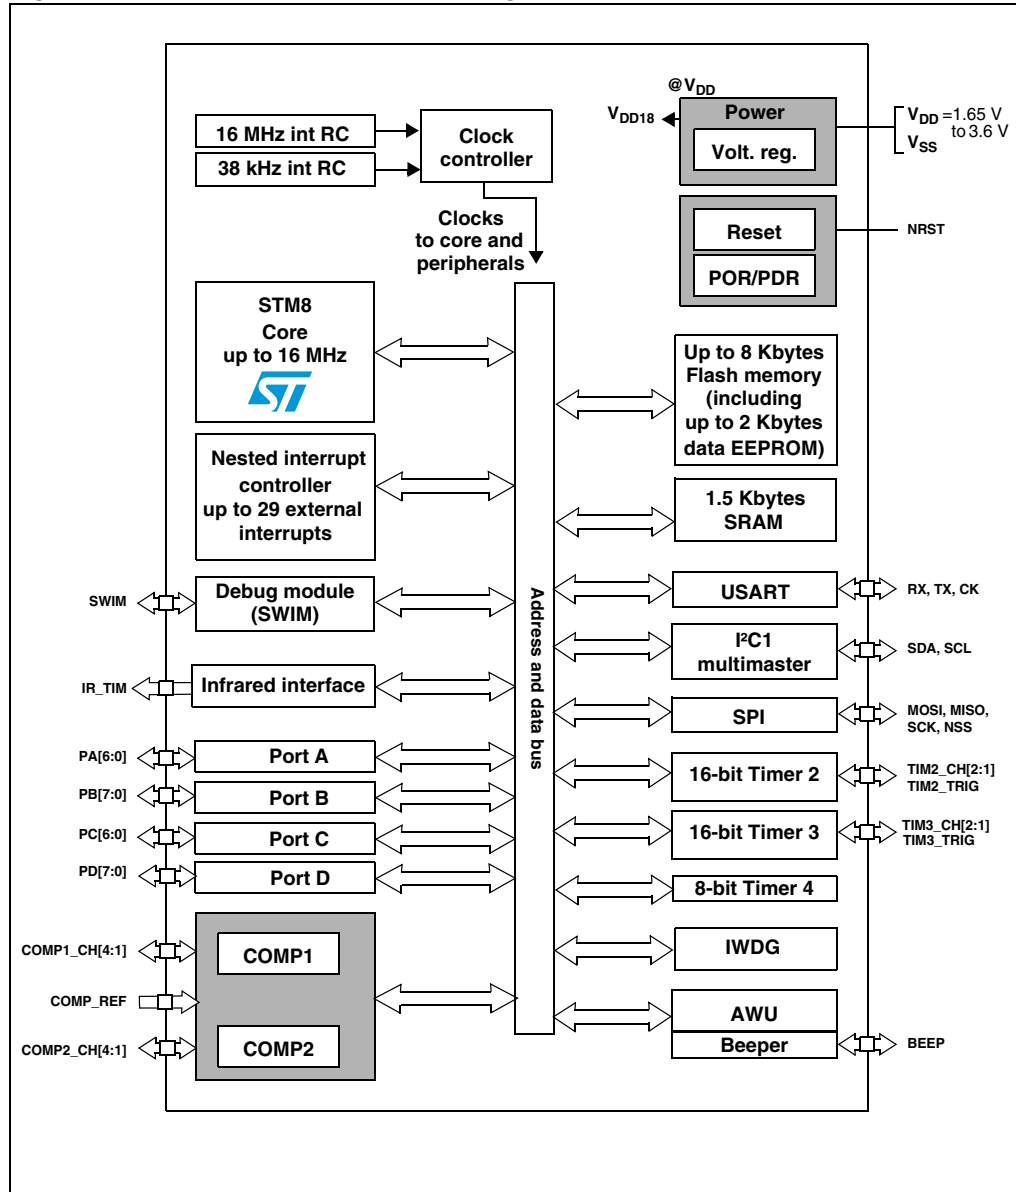 @VDD
VDD18
Power
Volt. reg.
VDD =1.65 V
to 3.6 V
VSS
16 MHz int RC
38 kHz int RC
Clock
controller
Clocks
to core and
peripherals
Reset
POR/PDR
NRST
STM8
Core
up to 16 MHz
ST
Up to 8 Kbytes
Flash memory
(including
up to 2 Kbytes
data EEPROM)
Nested interrupt
controller
up to 29 external
interrupts
1.5 Kbytes
SRAM
SWIM
Debug module
(SWIM)
Address and data bus
USART
RX, TX, CK
I²C1
multimaster
SDA, SCL
IR_TIM
Infrared interface
SPI
MOSI, MISO,
SCK, NSS
PA[6:0]
Port A
16-bit Timer 2
TIM2_CH[2:1]
TIM2_TRIG
PB[7:0]
Port B
PC[6:0]
Port C
16-bit Timer 3
TIM3_CH[2:1]
TIM3_TRIG
PD[7:0]
Port D
8-bit Timer 4
COMP1_CH[4:1]
COMP1
IWDG
COMP_REF
AWU
COMP2_CH[4:1]
COMP2
Beeper
BEEP